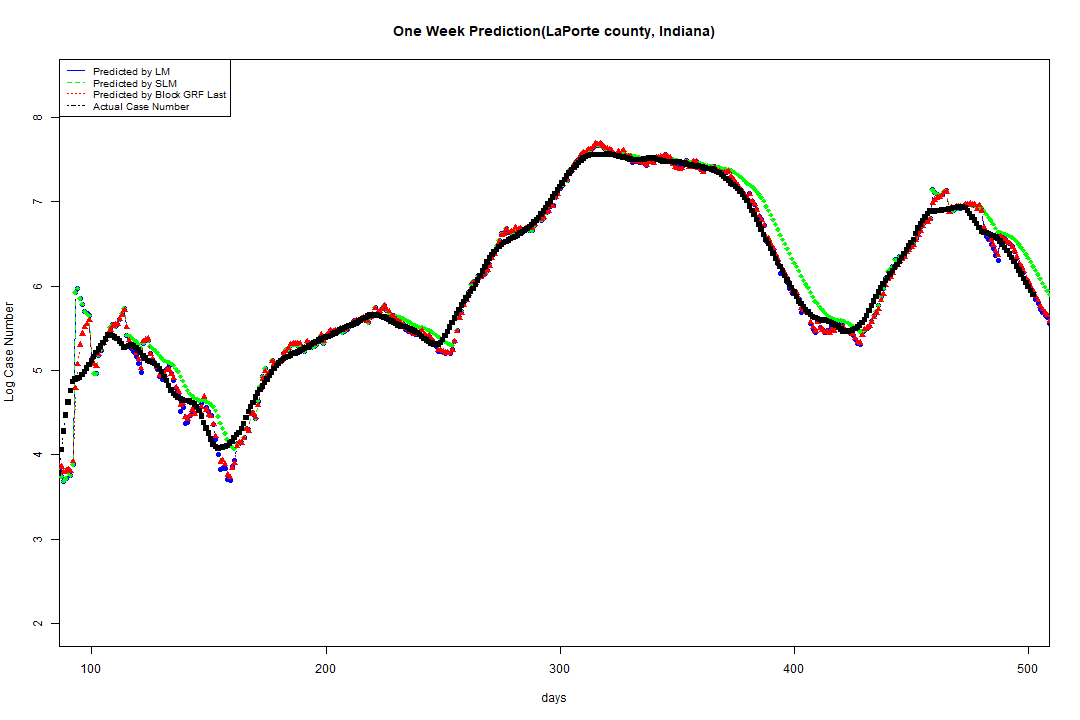 One Week Prediction(LaPorte county, Indiana)
Predicted by LM
Predicted by SLM
Predicted by Block GRF Last
Actual Case Number
8
7
6
5
4
3
2
Log Case Number
100 200 300 400 500
days